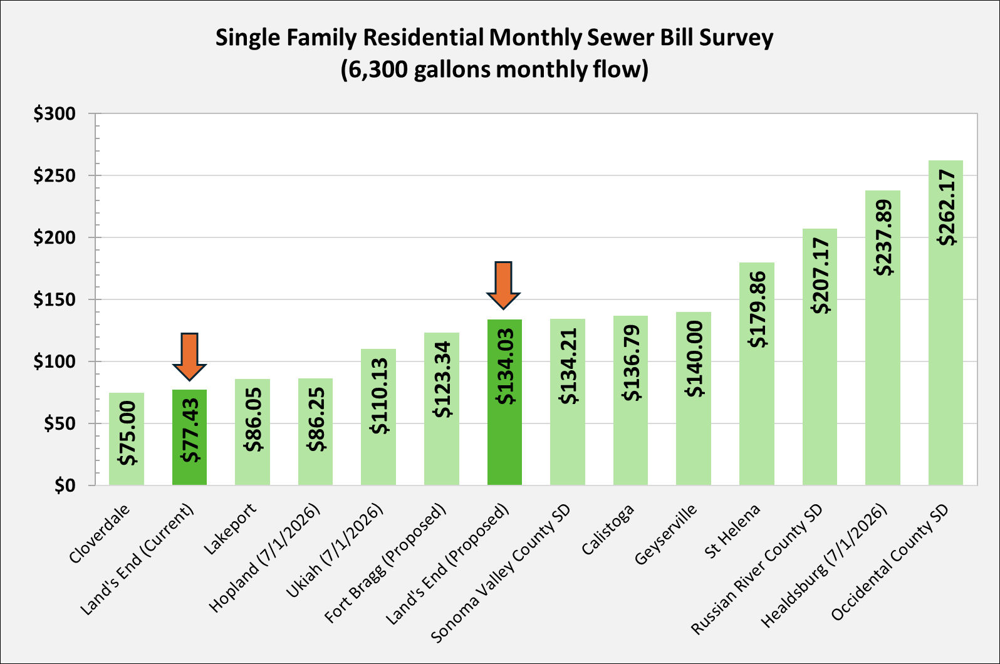 Single Family Residential Monthly Sewer Bill Survey
(6,300 gallons monthly flow)
$300
$250
$200
$150
$100
$50
$0
$75.00
$77.43
$86.05
$86.25
$110.13
$123.34
$134.03
$134.21
$136.79
$140.00
$179.86
$207.17
$237.89
$262.17
Cloverdale
Land's End (Current)
Lakeport
Hopland (7/1/2026)
Ukiah (7/1/2026)
Fort Bragg (Proposed)
Land's End (Proposed)
Sonoma Valley County SD
Calistoga
Geyserville
St Helena
Russian River County SD
Healdsburg (7/1/2026)
Occidental County SD